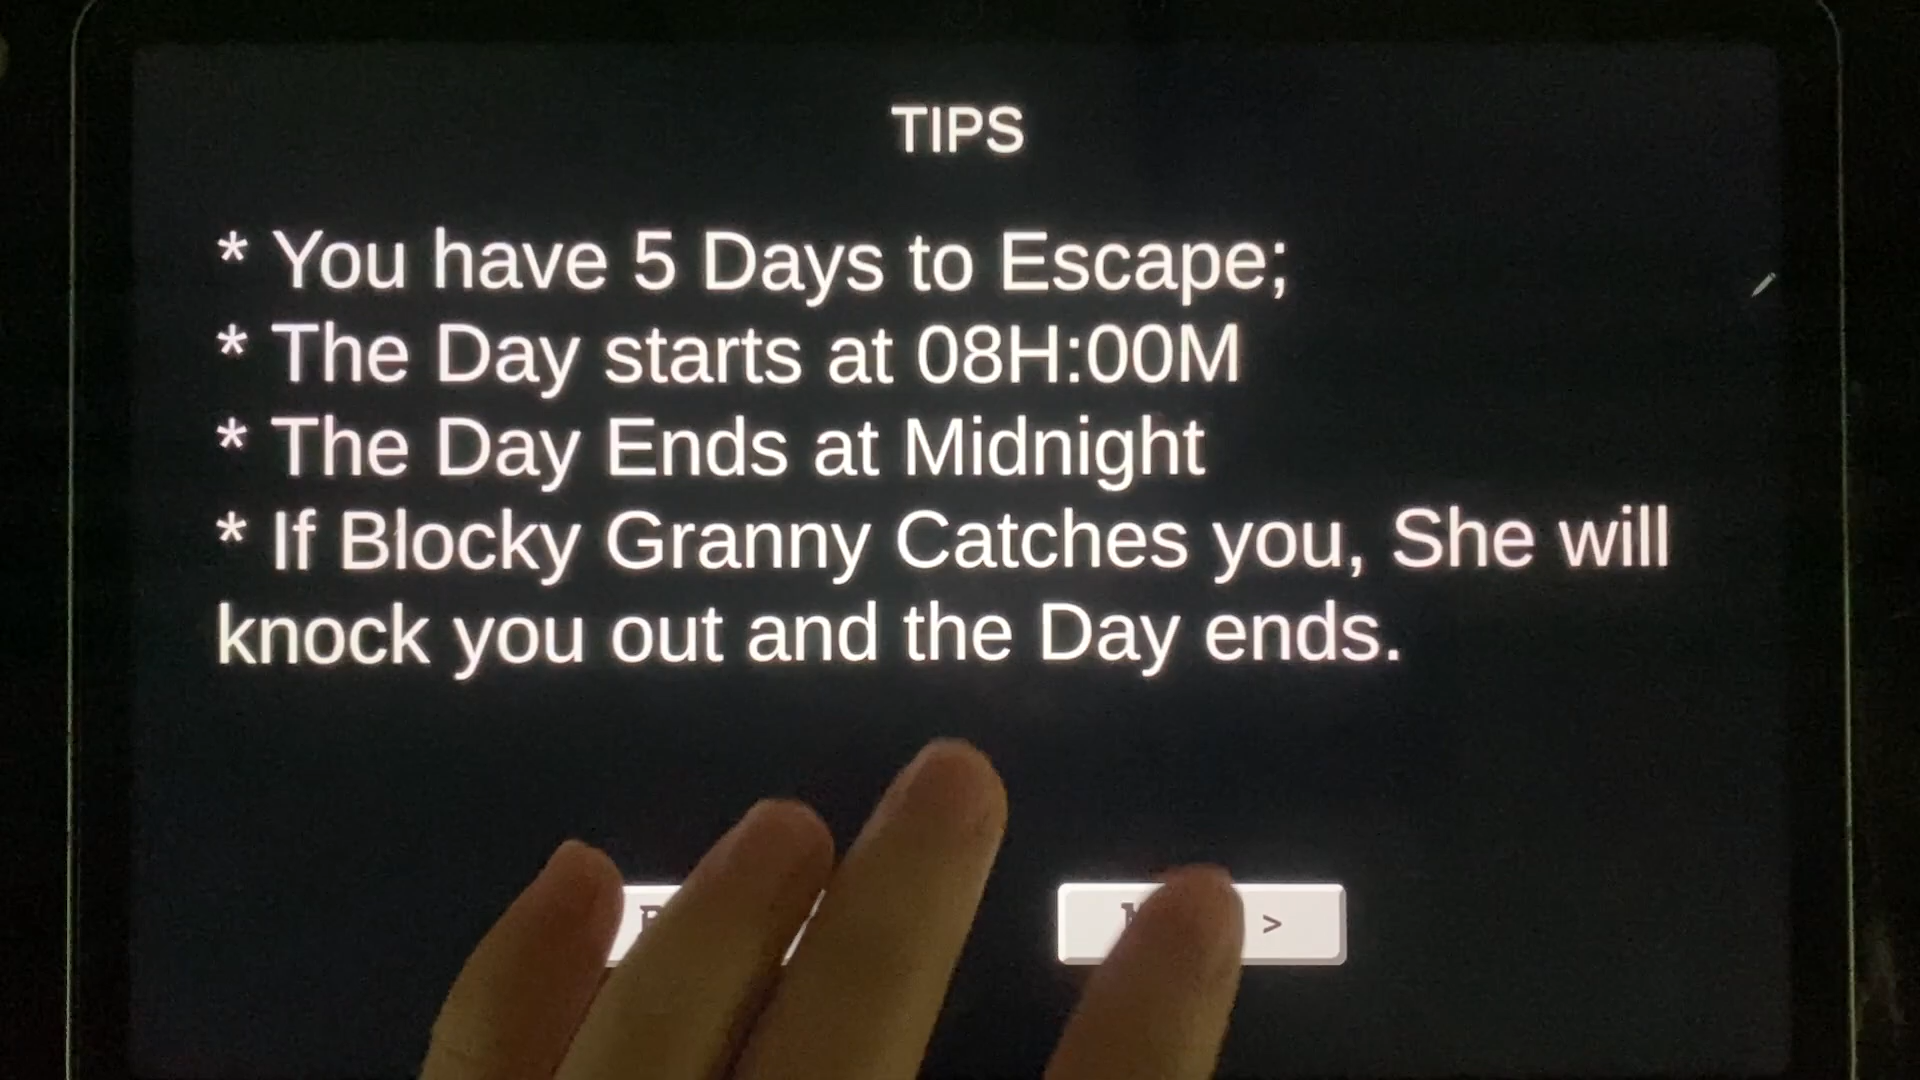 TIPS
* You have 5 Days to Escape;
* The Day starts at 08H:00M
* The Day Ends at Midnight
* If Blocky Granny Catches you, She will
knock you out and the Day ends.
>